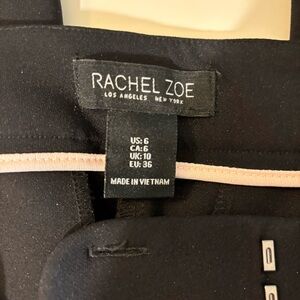 RACHEL ZOE
LOS ANGELES NEW YORK
US: 6
CA: 6
UK: 10
EU: 36
MADE IN VIETNAM